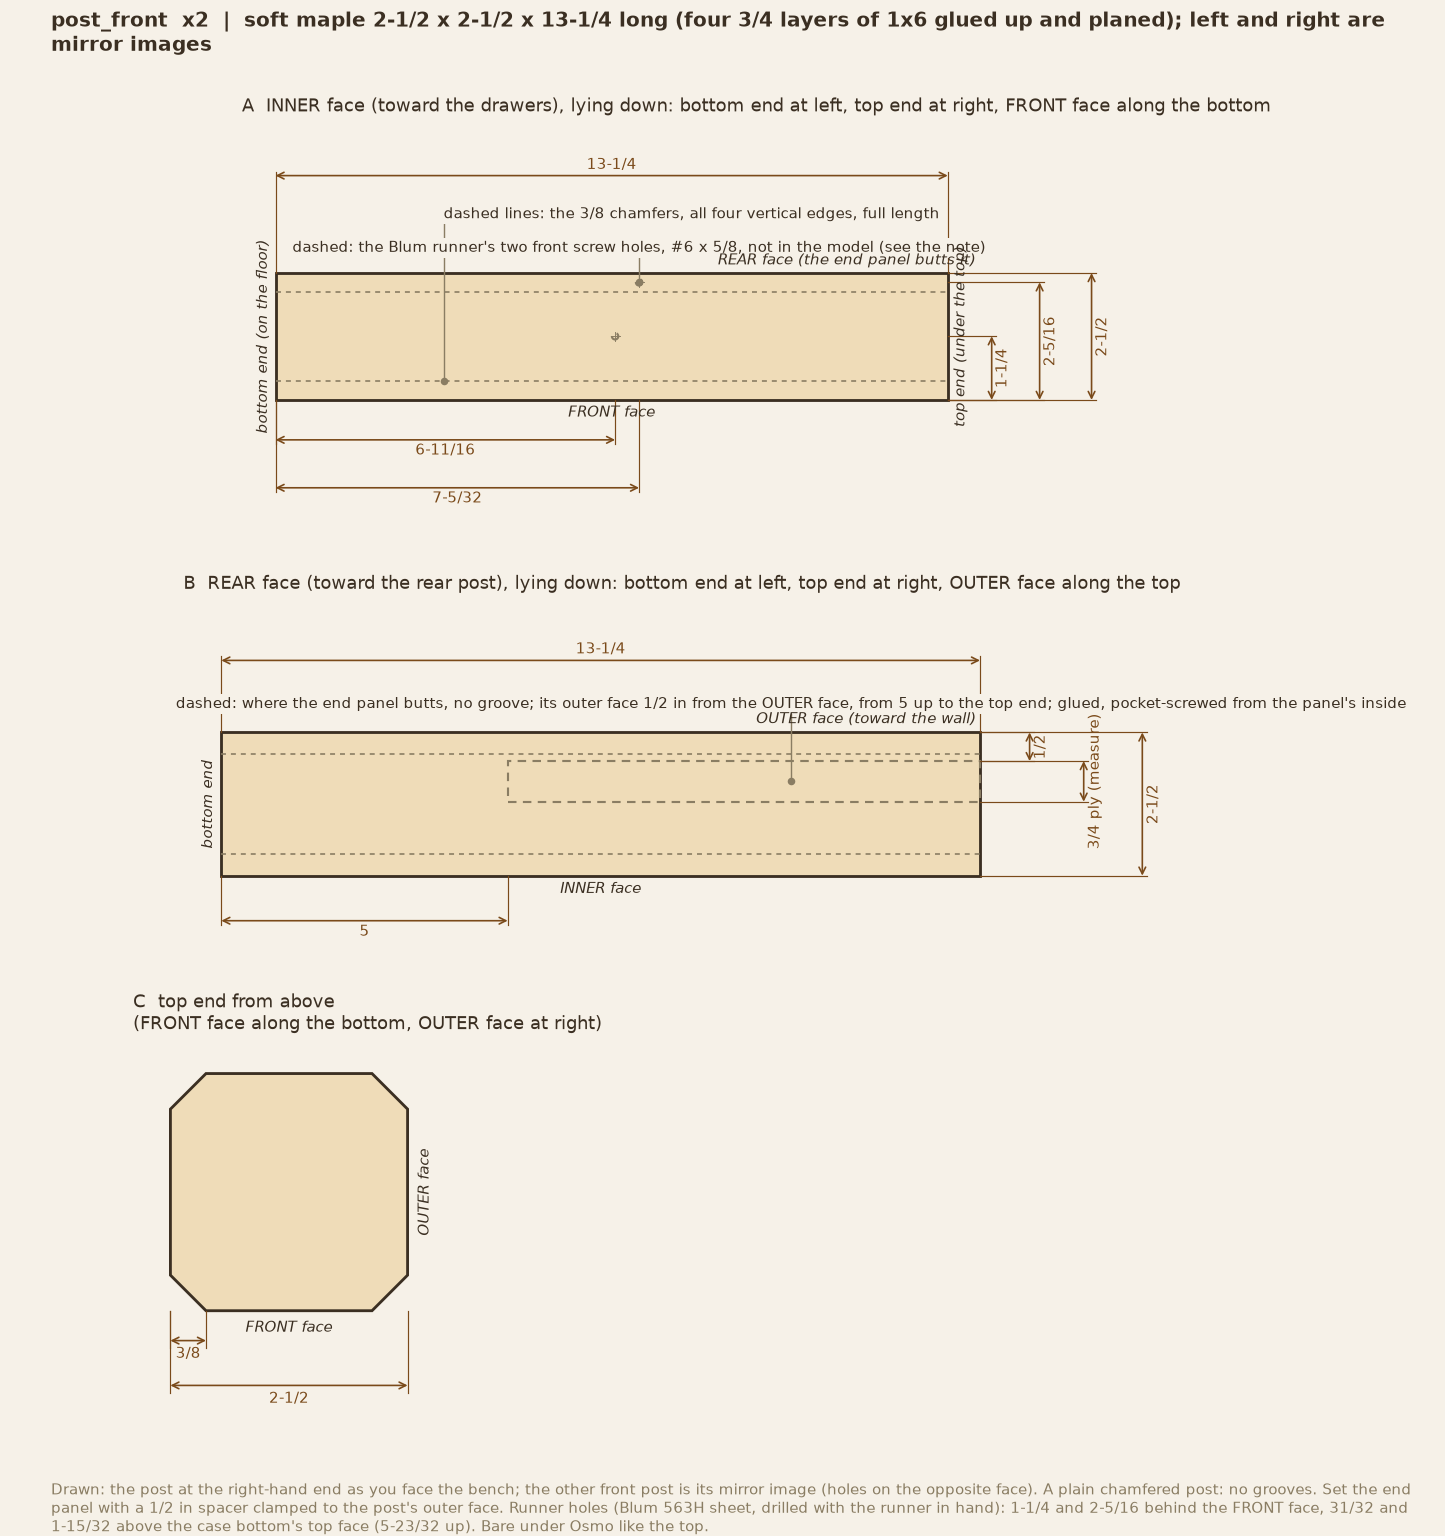 post_front  x2  |  soft maple 2-1/2 x 2-1/2 x 13-1/4 long (four 3/4 layers of 1x6 glued up and planed); left and right are
mirror images
A  INNER face (toward the drawers), lying down: bottom end at left, top end at right, FRONT face along the bottom
13-1/4
dashed lines: the 3/8 chamfers, all four vertical edges, full length
dashed: the Blum runner's two front screw holes, #6 x 5/8, not in the model (see the note)
REAR face (the end panel butts it)
bottom end (on the floor)
top end (under the top)
1-1/4
2-5/16
2-1/2
FRONT face
6-11/16
7-5/32
B  REAR face (toward the rear post), lying down: bottom end at left, top end at right, OUTER face along the top
13-1/4
dashed: where the end panel butts, no groove; its outer face 1/2 in from the OUTER face, from 5 up to the top end; glued, pocket-screwed from the panel's inside
OUTER face (toward the wall)
bottom end
1/2
3/4 ply (measure)
2-1/2
INNER face
5
C  top end from above
(FRONT face along the bottom, OUTER face at right)
OUTER face
FRONT face
3/8
2-1/2
Drawn: the post at the right-hand end as you face the bench; the other front post is its mirror image (holes on the opposite face). A plain chamfered post: no grooves. Set the end
panel with a 1/2 in spacer clamped to the post's outer face. Runner holes (Blum 563H sheet, drilled with the runner in hand): 1-1/4 and 2-5/16 behind the FRONT face, 31/32 and
1-15/32 above the case bottom's top face (5-23/32 up). Bare under Osmo like the top.